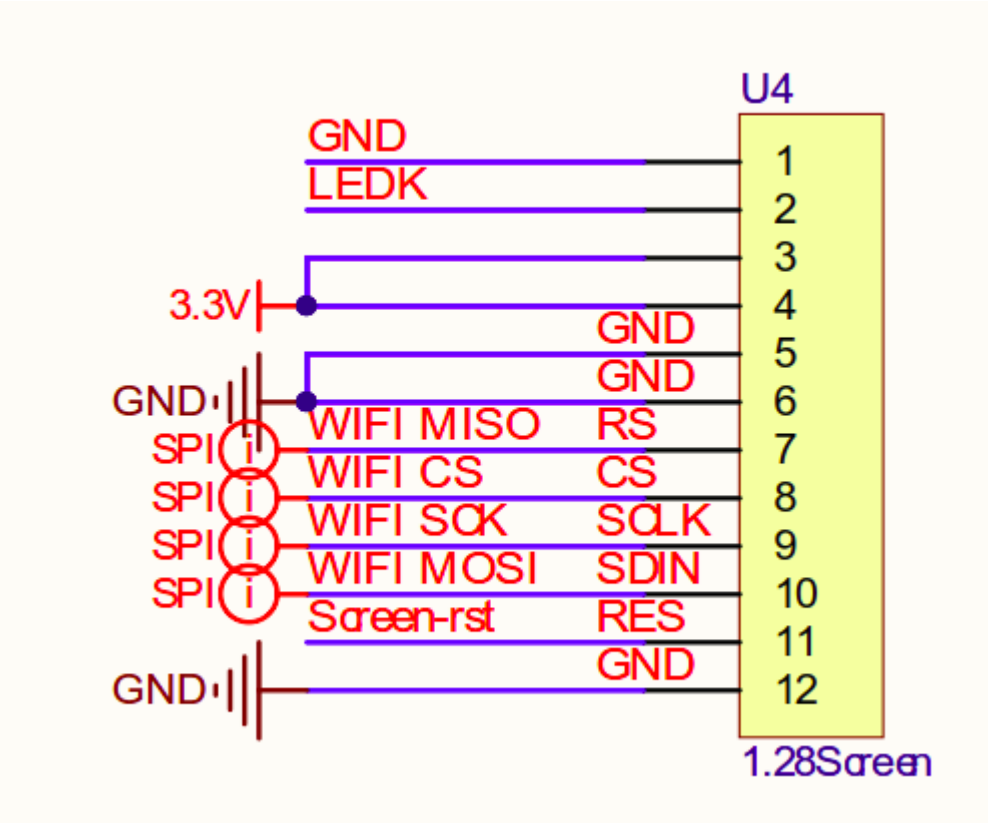 U4
GND 1
LEDK 2
3
3.3V 4
GND 5
GND GND 6
SPI i WIFI MISO RS 7
SPI i WIFI CS CS 8
SPI i WIFI SCK SCLK 9
SPI i WIFI MOSI SDIN 10
Screen-rst RES 11
GND GND 12
1.28Screen